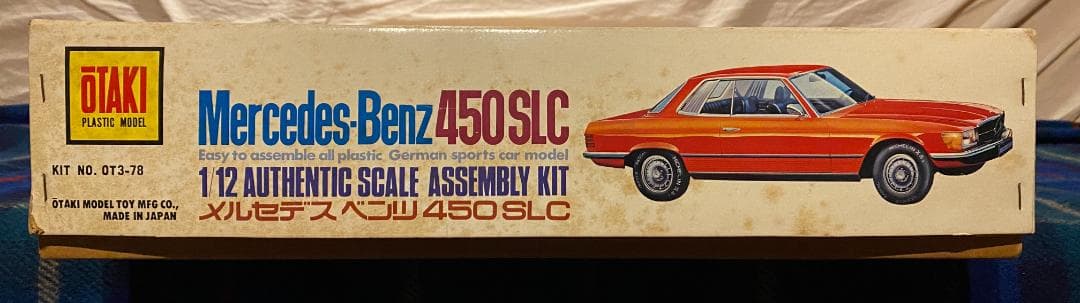 ŌTAKI
PLASTIC MODEL
KIT NO. OT3-78
ŌTAKI MODEL TOY MFG CO.,
MADE IN JAPAN
Mercedes-Benz 450SLC
Easy to assemble all plastic German sports car model
1/12 AUTHENTIC SCALE ASSEMBLY KIT
メルセデスベンツ 450 SLC